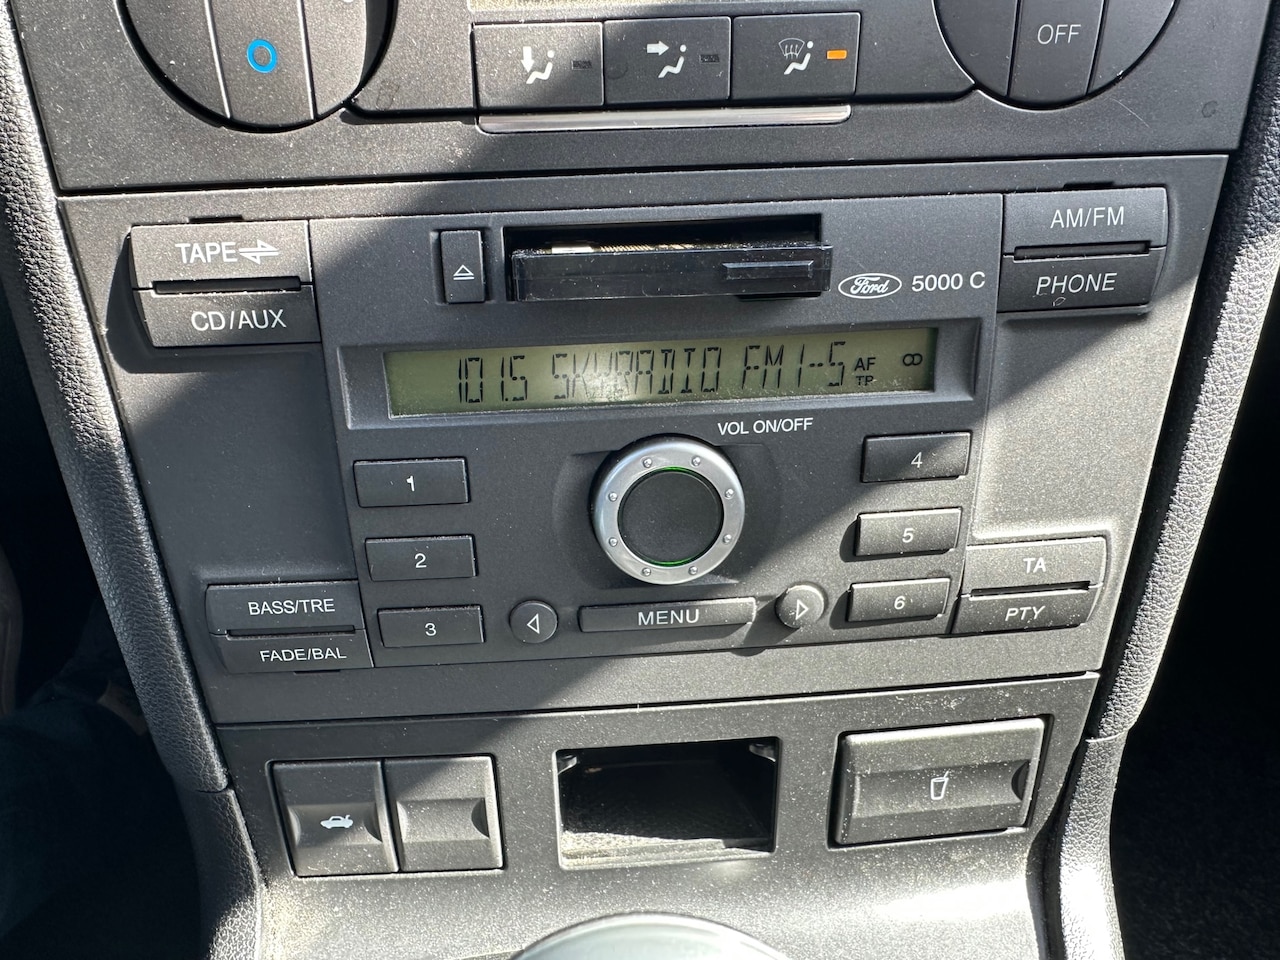 OFF
TAPE
AM/FM
CD/AUX
Ford 5000 C
PHONE
101.5 SKYRADIO FM1-5 AF TP
VOL ON/OFF
1
4
2
5
TA
BASS/TRE
3
MENU
6
PTY
FADE/BAL